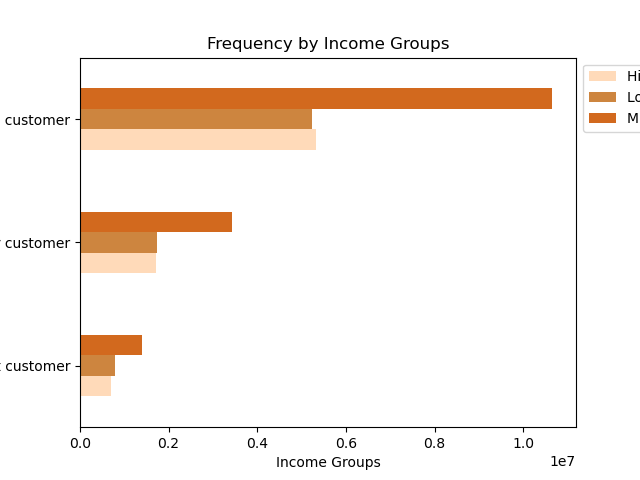 Frequency by Income Groups
customer
customer
customer
0.0 0.2 0.4 0.6 0.8 1.0
1e7
Income Groups
Hi
Lo
M